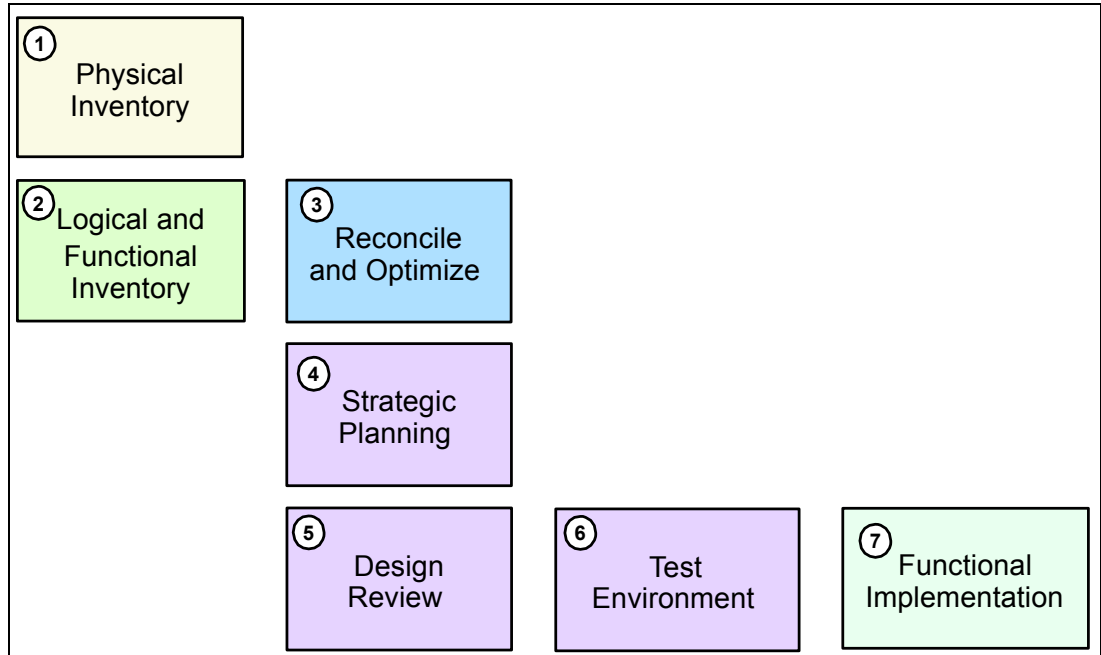 1
Physical
Inventory
2
Logical and
Functional
Inventory
3
Reconcile
and Optimize
4
Strategic
Planning
5
Design
Review
6
Test
Environment
7
Functional
Implementation